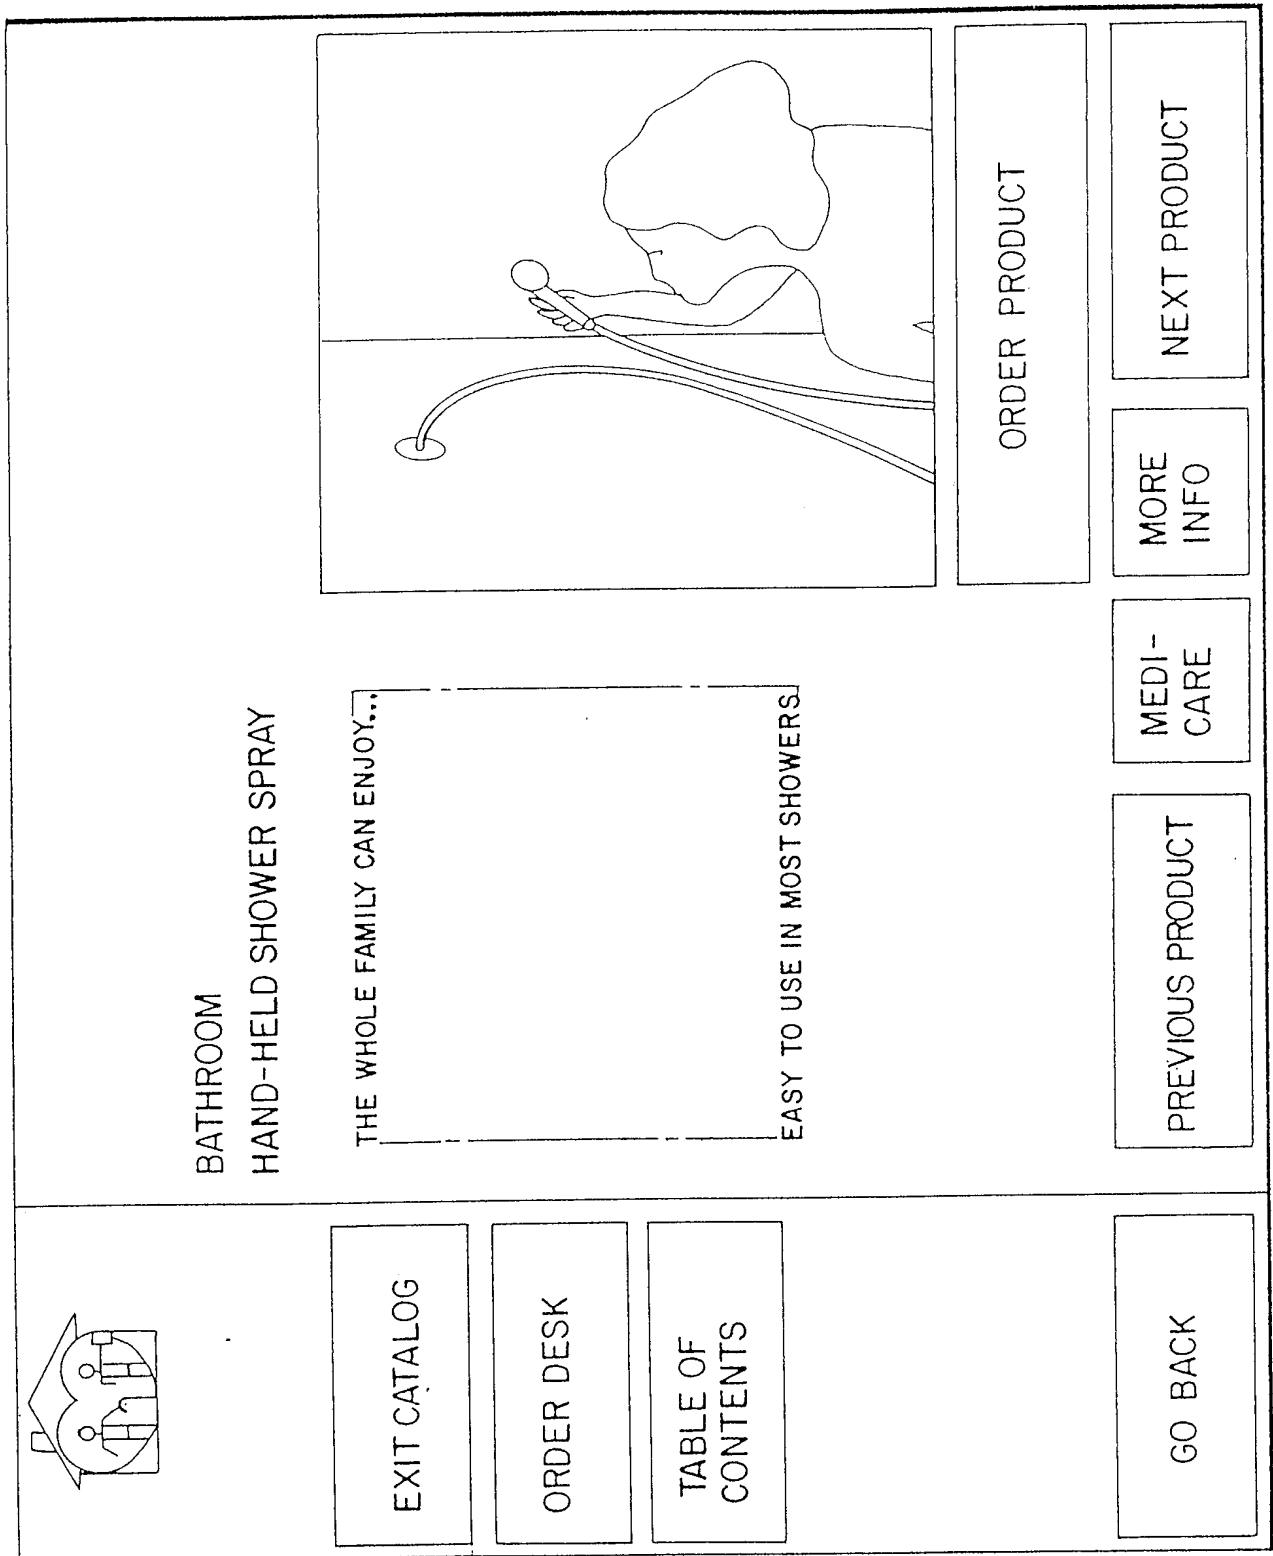 BATHROOM
HAND-HELD SHOWER SPRAY
THE WHOLE FAMILY CAN ENJOY...
EASY TO USE IN MOST SHOWERS
EXIT CATALOG
ORDER DESK
TABLE OF
CONTENTS
GO BACK
ORDER PRODUCT
PREVIOUS PRODUCT
MEDI-
CARE
MORE
INFO
NEXT PRODUCT